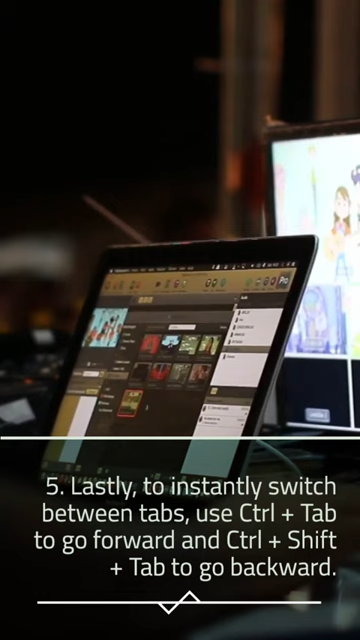 5. Lastly, to instantly switch
between tabs, use Ctrl + Tab
to go forward and Ctrl + Shift
+ Tab to go backward.